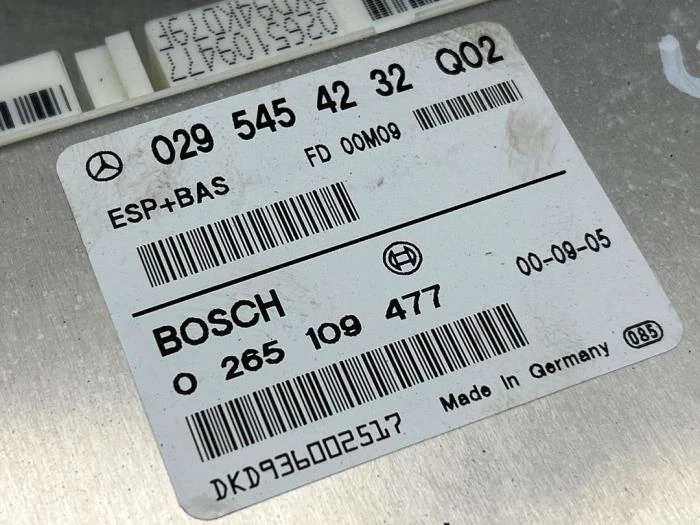 0265109477
029 545 42 32 Q02
FD 00M09
ESP+BAS
BOSCH
00-09-05
0 265 109 477
Made In Germany 085
DKD936002517